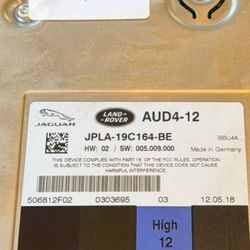 LAND-
ROVER
AUD4-12
JAGUAR
JPLA-19C164-BE
BBU4A
HW: 02 / SW: 005.009.000
Made in Germany
THIS DEVICE COMPLIES WITH PART 15 OF THE FCC RULES. OPERATION
IS SUBJECT TO THE CONDITION THAT THIS DEVICE DOES NOT CAUSE
HARMFUL INTERFERENCE
506812F02 0303695 03 12.05.18
High
12